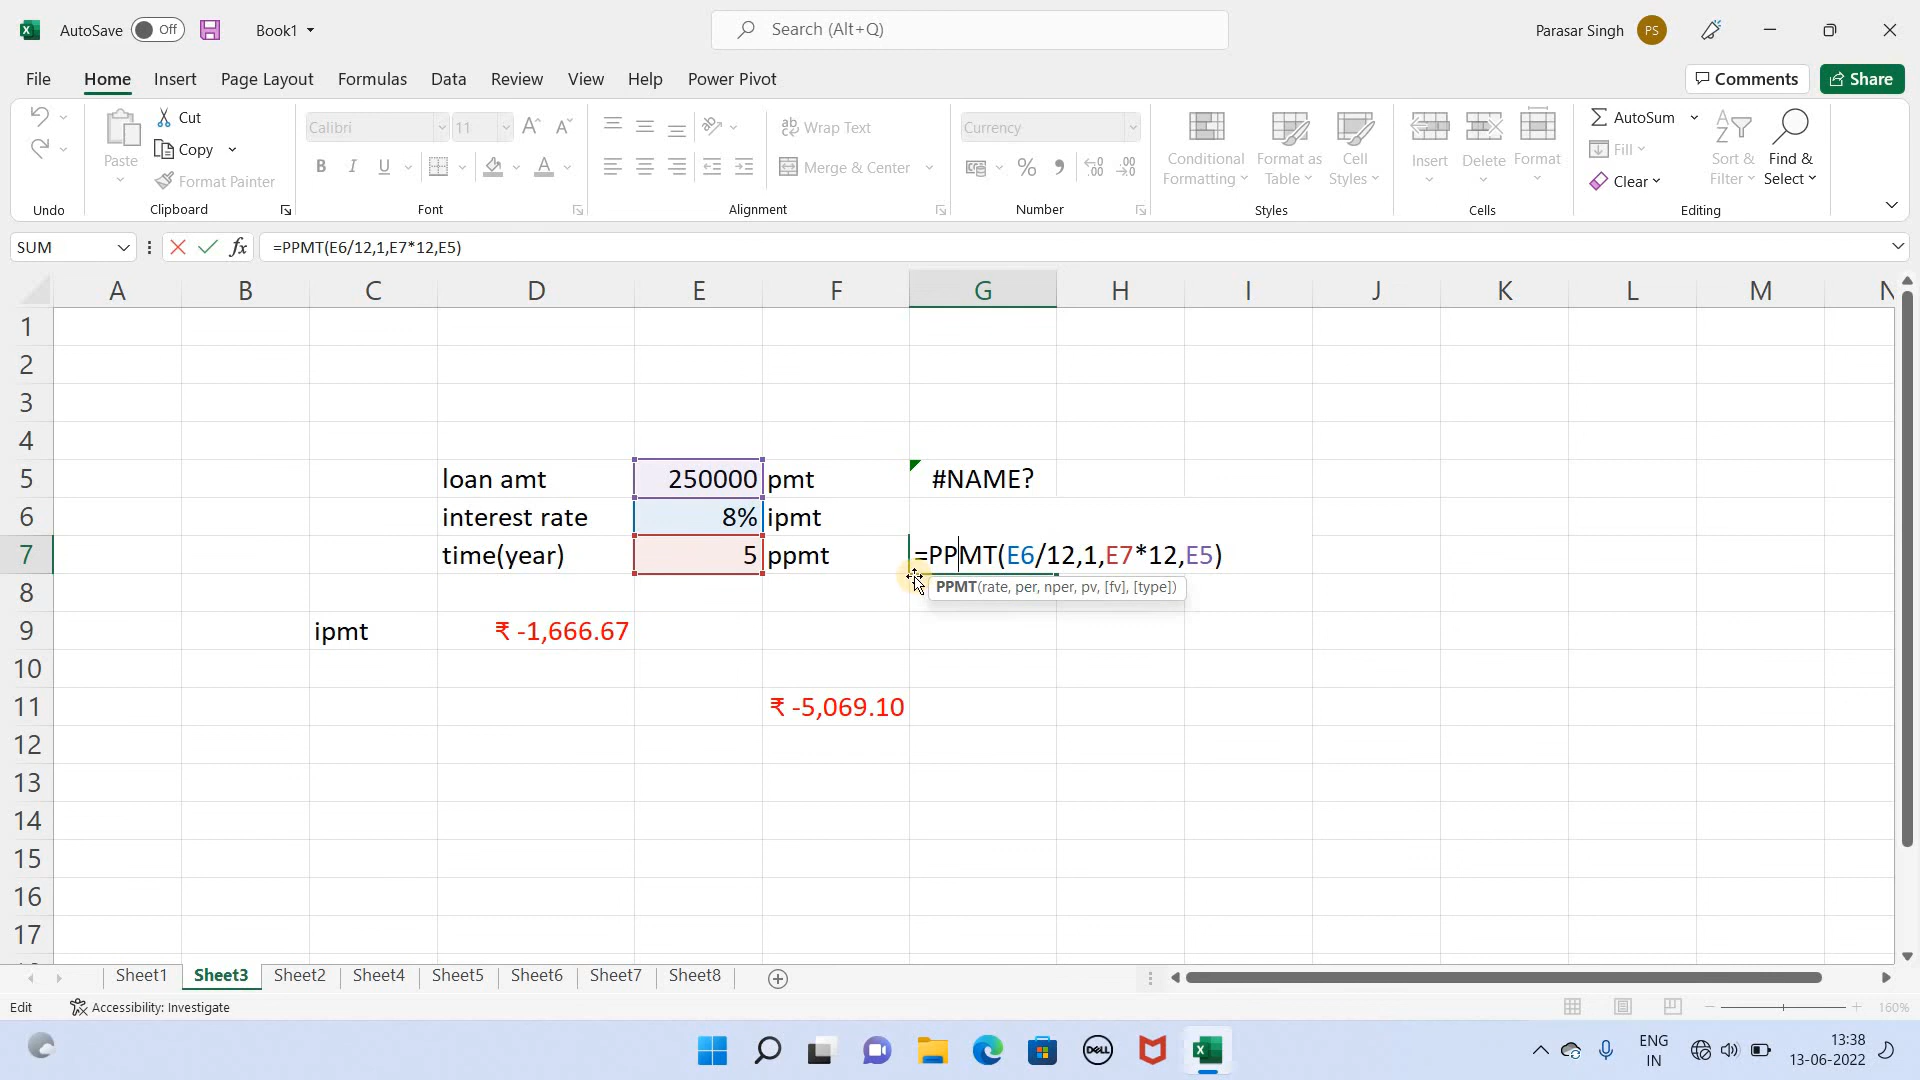 AutoSave Off Book1 Search (Alt+Q) Parasar Singh PS
File Home Insert Page Layout Formulas Data Review View Help Power Pivot Comments Share
Cut
Copy
Format Painter
Paste
Undo
Clipboard
Calibri 11
B I U
A
Font
Wrap Text
Merge & Center
Alignment
Currency
%
Number
Conditional Formatting
Format as Table
Cell Styles
Styles
Insert Delete Format
Cells
AutoSum
Fill
Clear
Sort & Filter
Find & Select
Editing
SUM fx =PPMT(E6/12,1,E7*12,E5)
A B C D E F G H I J K L M N
1
2
3
4
5 loan amt 250000 pmt #NAME?
6 interest rate 8% ipmt
7 time(year) 5 ppmt =PPMT(E6/12,1,E7*12,E5)
PPMT(rate, per, nper, pv, [fv], [type])
8
9 ipmt ₹ -1,666.67
10
11 ₹ -5,069.10
12
13
14
15
16
17
Sheet1 Sheet3 Sheet2 Sheet4 Sheet5 Sheet6 Sheet7 Sheet8
Edit Accessibility: Investigate 160%
DELL
ENG
IN
13:38
13-06-2022